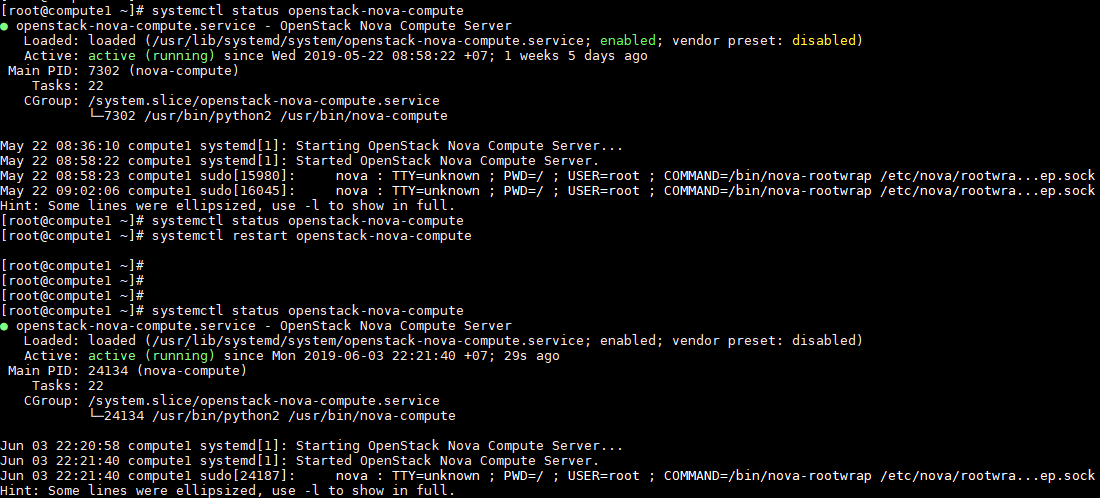 [root@compute1 ~]# systemctl status openstack-nova-compute
● openstack-nova-compute.service - OpenStack Nova Compute Server
   Loaded: loaded (/usr/lib/systemd/system/openstack-nova-compute.service; enabled; vendor preset: disabled)
   Active: active (running) since Wed 2019-05-22 08:58:22 +07; 1 weeks 5 days ago
 Main PID: 7302 (nova-compute)
    Tasks: 22
   CGroup: /system.slice/openstack-nova-compute.service
           └─7302 /usr/bin/python2 /usr/bin/nova-compute
May 22 08:36:10 compute1 systemd[1]: Starting OpenStack Nova Compute Server...
May 22 08:58:22 compute1 systemd[1]: Started OpenStack Nova Compute Server.
May 22 08:58:23 compute1 sudo[15980]:     nova : TTY=unknown ; PWD=/ ; USER=root ; COMMAND=/bin/nova-rootwrap /etc/nova/rootwra...ep.sock
May 22 09:02:06 compute1 sudo[16045]:     nova : TTY=unknown ; PWD=/ ; USER=root ; COMMAND=/bin/nova-rootwrap /etc/nova/rootwra...ep.sock
Hint: Some lines were ellipsized, use -l to show in full.
[root@compute1 ~]# systemctl status openstack-nova-compute
[root@compute1 ~]# systemctl restart openstack-nova-compute
[root@compute1 ~]#
[root@compute1 ~]#
[root@compute1 ~]#
[root@compute1 ~]# systemctl status openstack-nova-compute
● openstack-nova-compute.service - OpenStack Nova Compute Server
   Loaded: loaded (/usr/lib/systemd/system/openstack-nova-compute.service; enabled; vendor preset: disabled)
   Active: active (running) since Mon 2019-06-03 22:21:40 +07; 29s ago
 Main PID: 24134 (nova-compute)
    Tasks: 22
   CGroup: /system.slice/openstack-nova-compute.service
           └─24134 /usr/bin/python2 /usr/bin/nova-compute
Jun 03 22:20:58 compute1 systemd[1]: Starting OpenStack Nova Compute Server...
Jun 03 22:21:40 compute1 systemd[1]: Started OpenStack Nova Compute Server.
Jun 03 22:21:40 compute1 sudo[24187]:     nova : TTY=unknown ; PWD=/ ; USER=root ; COMMAND=/bin/nova-rootwrap /etc/nova/rootwra...ep.sock
Hint: Some lines were ellipsized, use -l to show in full.